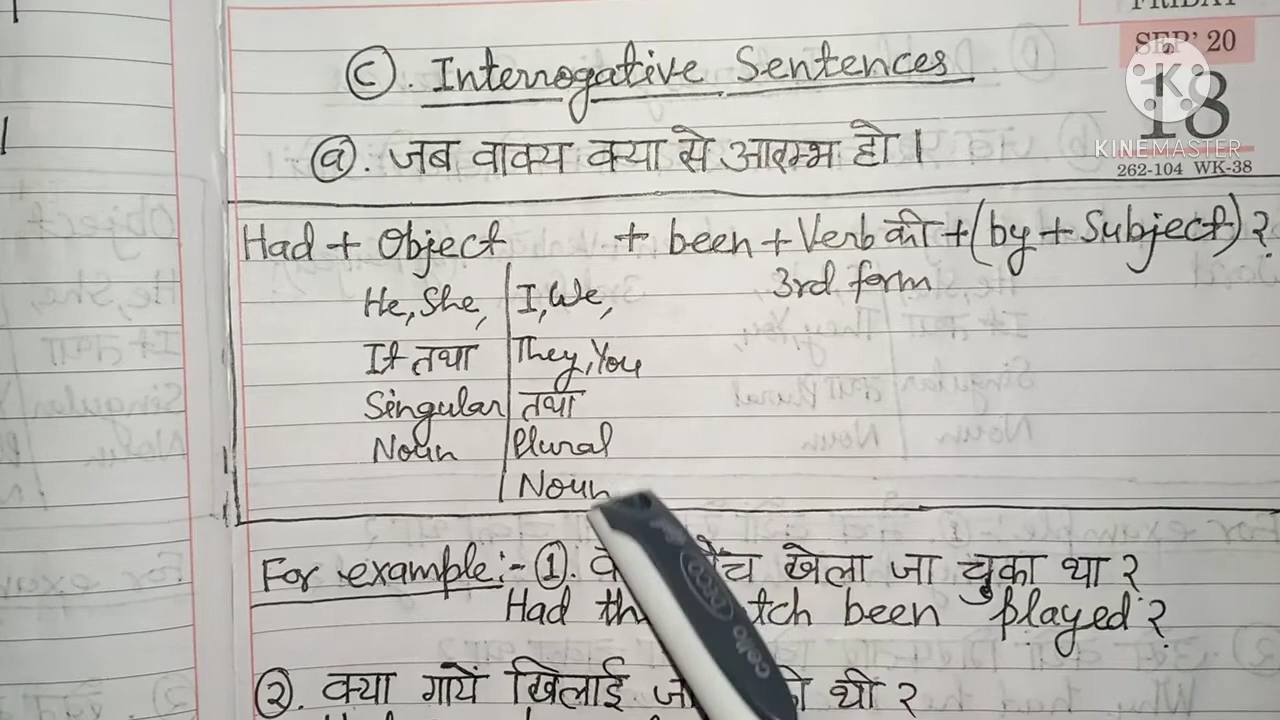 FRIDAY
SEP' 20
18
KINEMASTER
262-104 WK-38
C. Interrogative Sentences
a. जब वाक्य क्या से आरम्भ हो ।
Had + Object + been + Verb की + (by + Subject) ?
3rd form
He, She, I, We,
It तथा They, You
Singular तथा
Noun Plural
Noun
For example:- 1. मैच खेला जा चुका था ?
Had been played ?
2. क्या गायें खिलाई थी ?
cello